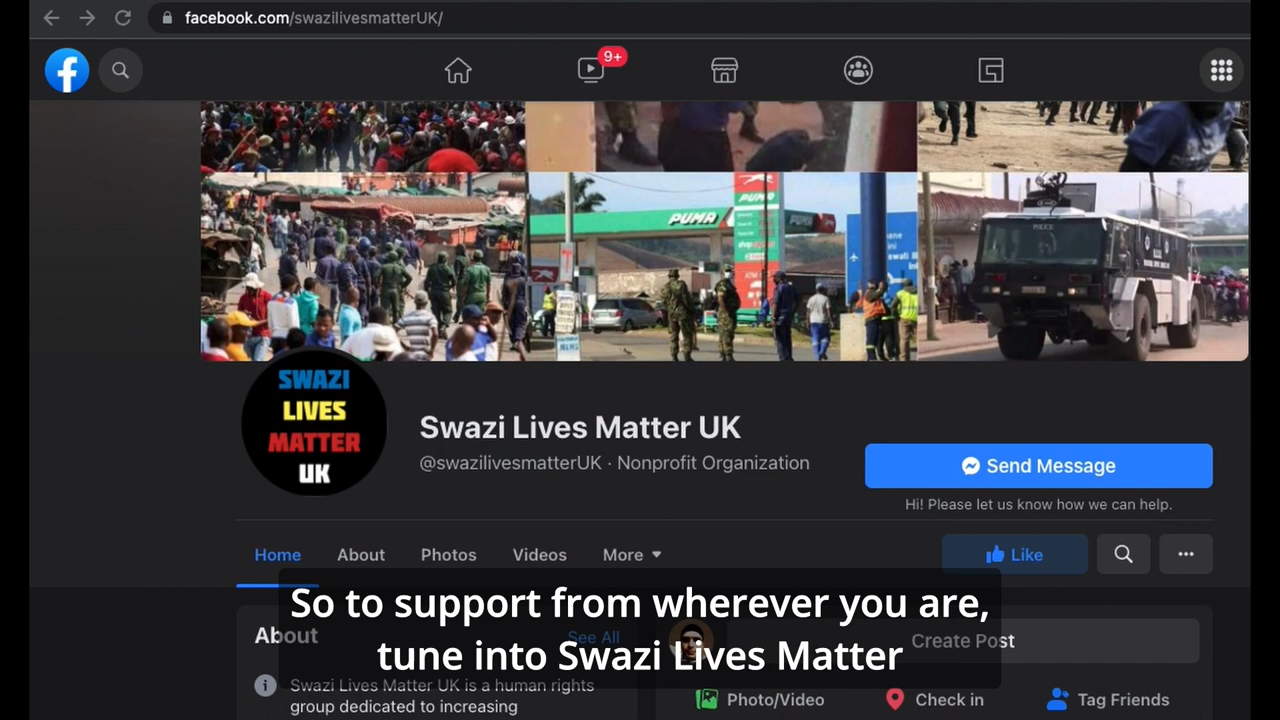 facebook.com/swazilivesmatterUK/
9+
PUMA
PUMA
POLICE
SWAZI
LIVES
MATTER
UK
Swazi Lives Matter UK
@swazilivesmatterUK · Nonprofit Organization
Send Message
Hi! Please let us know how we can help.
Home About Photos Videos More
Like
So to support from wherever you are,
tune into Swazi Lives Matter
About See All
Create Post
Swazi Lives Matter UK is a human rights
group dedicated to increasing
Photo/Video Check in Tag Friends